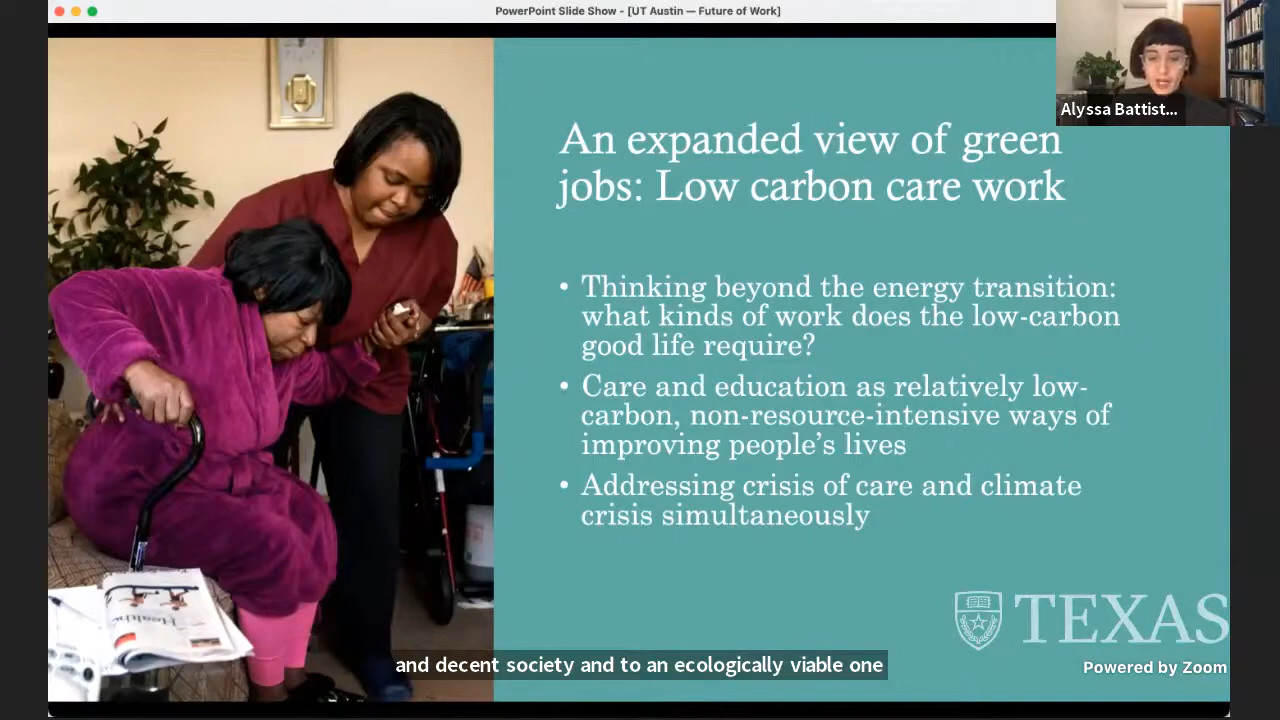 PowerPoint Slide Show - [UT Austin — Future of Work]
Alyssa Battist...
An expanded view of green
jobs: Low carbon care work
• Thinking beyond the energy transition:
what kinds of work does the low-carbon
good life require?
• Care and education as relatively low-
carbon, non-resource-intensive ways of
improving people's lives
• Addressing crisis of care and climate
crisis simultaneously
TEXAS
and decent society and to an ecologically viable one
Powered by Zoom